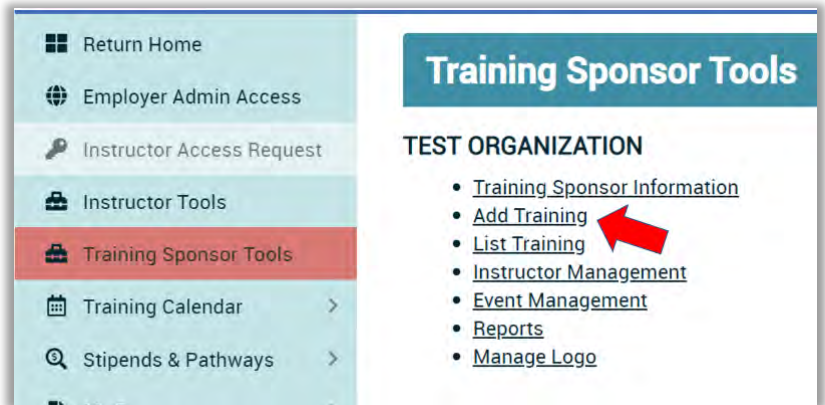 Return Home
Employer Admin Access
Instructor Access Request
Instructor Tools
Training Sponsor Tools
Training Calendar
Stipends & Pathways
Training Sponsor Tools
TEST ORGANIZATION
Training Sponsor Information
Add Training
List Training
Instructor Management
Event Management
Reports
Manage Logo